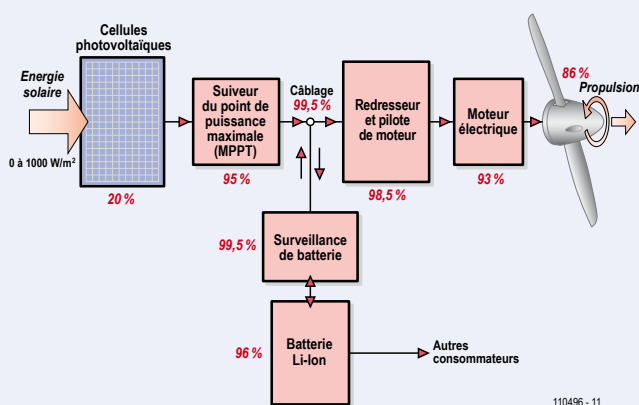 Cellules
photovoltaïques
Energie
solaire
0 à 1000 W/m²
20 %
Suiveur
du point de
puissance
maximale
(MPPT)
95 %
Câblage
99,5 %
Redresseur
et pilote
de moteur
98,5 %
Moteur
électrique
93 %
86 %
Propulsion
99,5 %
Surveillance
de batterie
96 %
Batterie
Li-Ion
Autres
consommateurs
110496 - 11